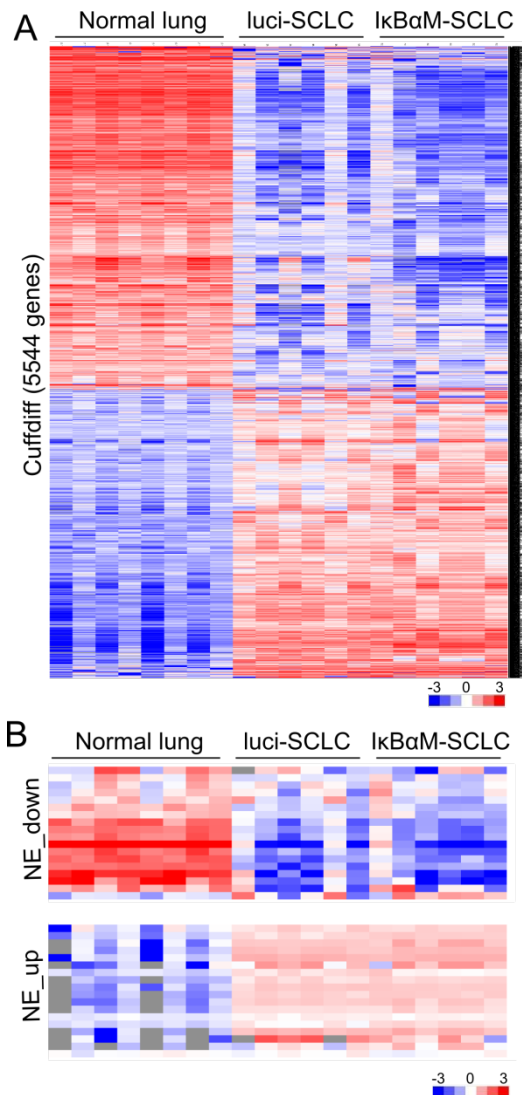 A
Normal lung luci-SCLC IκBαM-SCLC
Cuffdiff (5544 genes)
-3 0 3
B
Normal lung luci-SCLC IκBαM-SCLC
NE_down
NE_up
-3 0 3